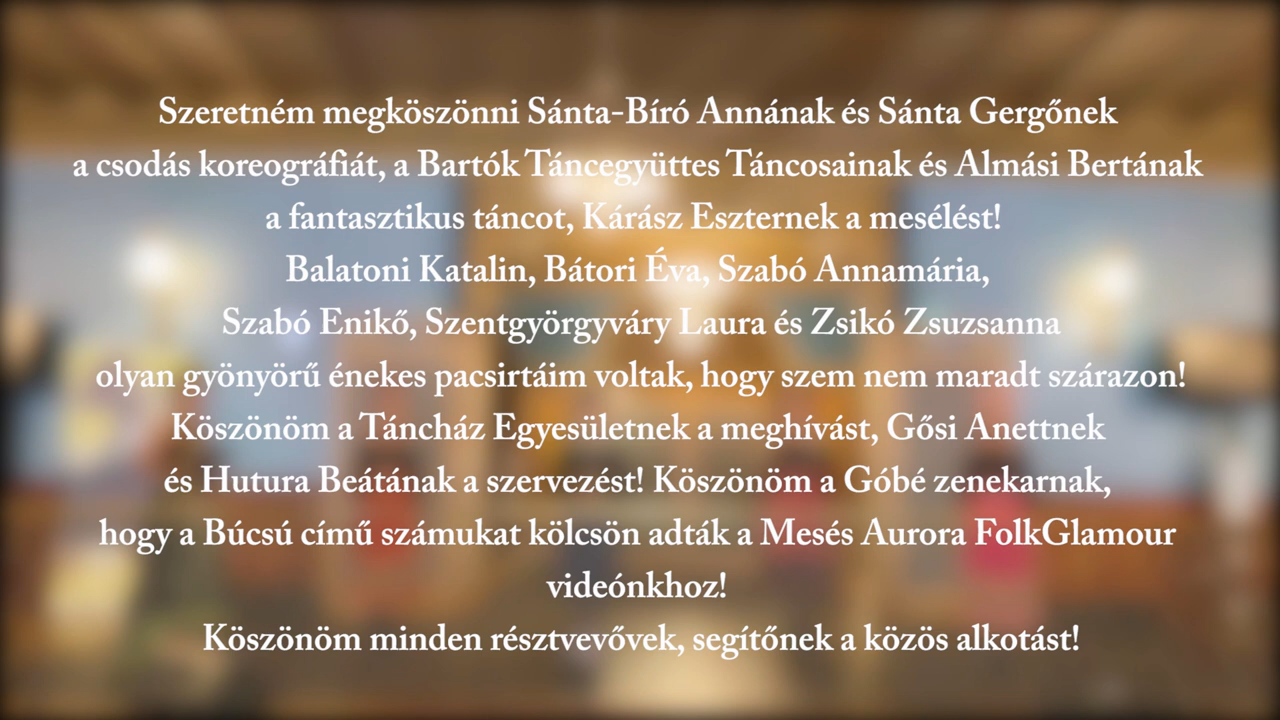 Szeretném megköszönni Sánta-Bíró Annának és Sánta Gergőnek
a csodás koreográfiát, a Bartók Táncegyüttes Táncosainak és Almási Bertának
a fantasztikus táncot, Kárász Eszternek a mesélést!
Balatoni Katalin, Bátori Éva, Szabó Annamária,
Szabó Enikő, Szentgyörgyváry Laura és Zsikó Zsuzsanna
olyan gyönyörű énekes pacsirtáim voltak, hogy szem nem maradt szárazon!
Köszönöm a Táncház Egyesületnek a meghívást, Gősi Anettnek
és Hutura Beátának a szervezést! Köszönöm a Góbé zenekarnak,
hogy a Búcsú című számukat kölcsön adták a Mesés Aurora FolkGlamour
videónkhoz!
Köszönöm minden résztvevővek, segítőnek a közös alkotást!